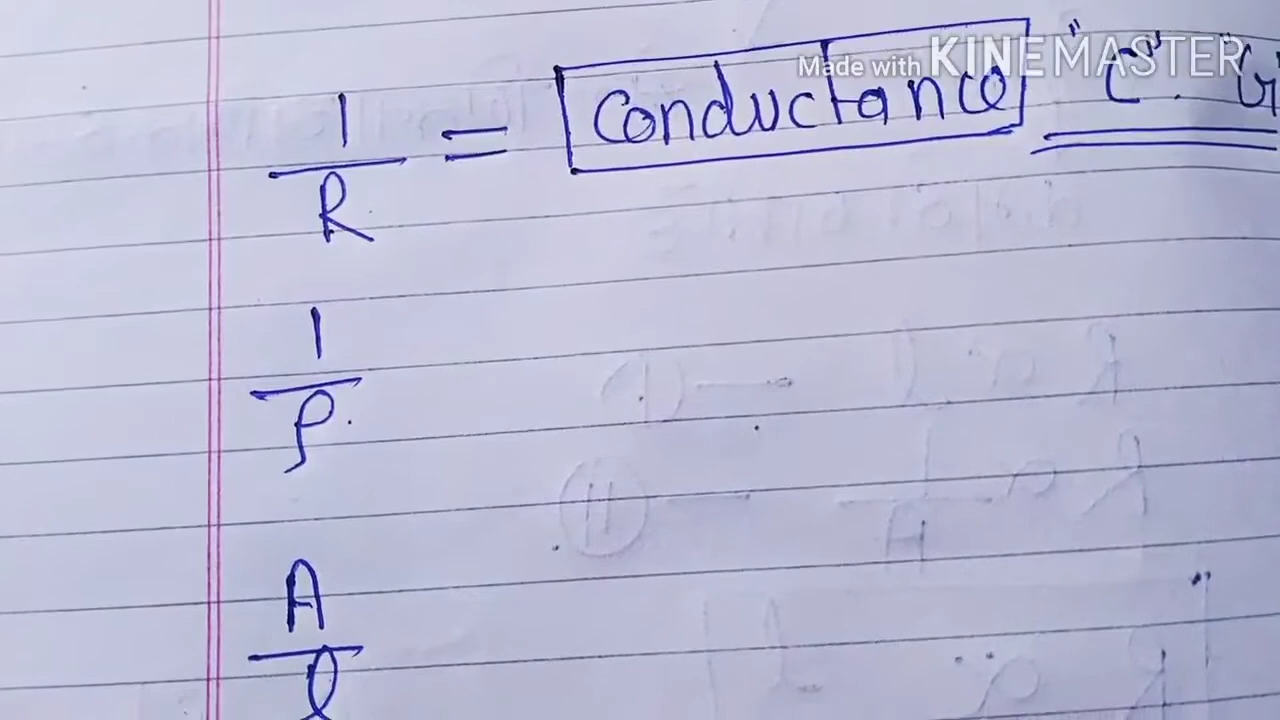 Made with KINEMASTER
1/R = Conductance "C". "G"
1/ρ.
A/l